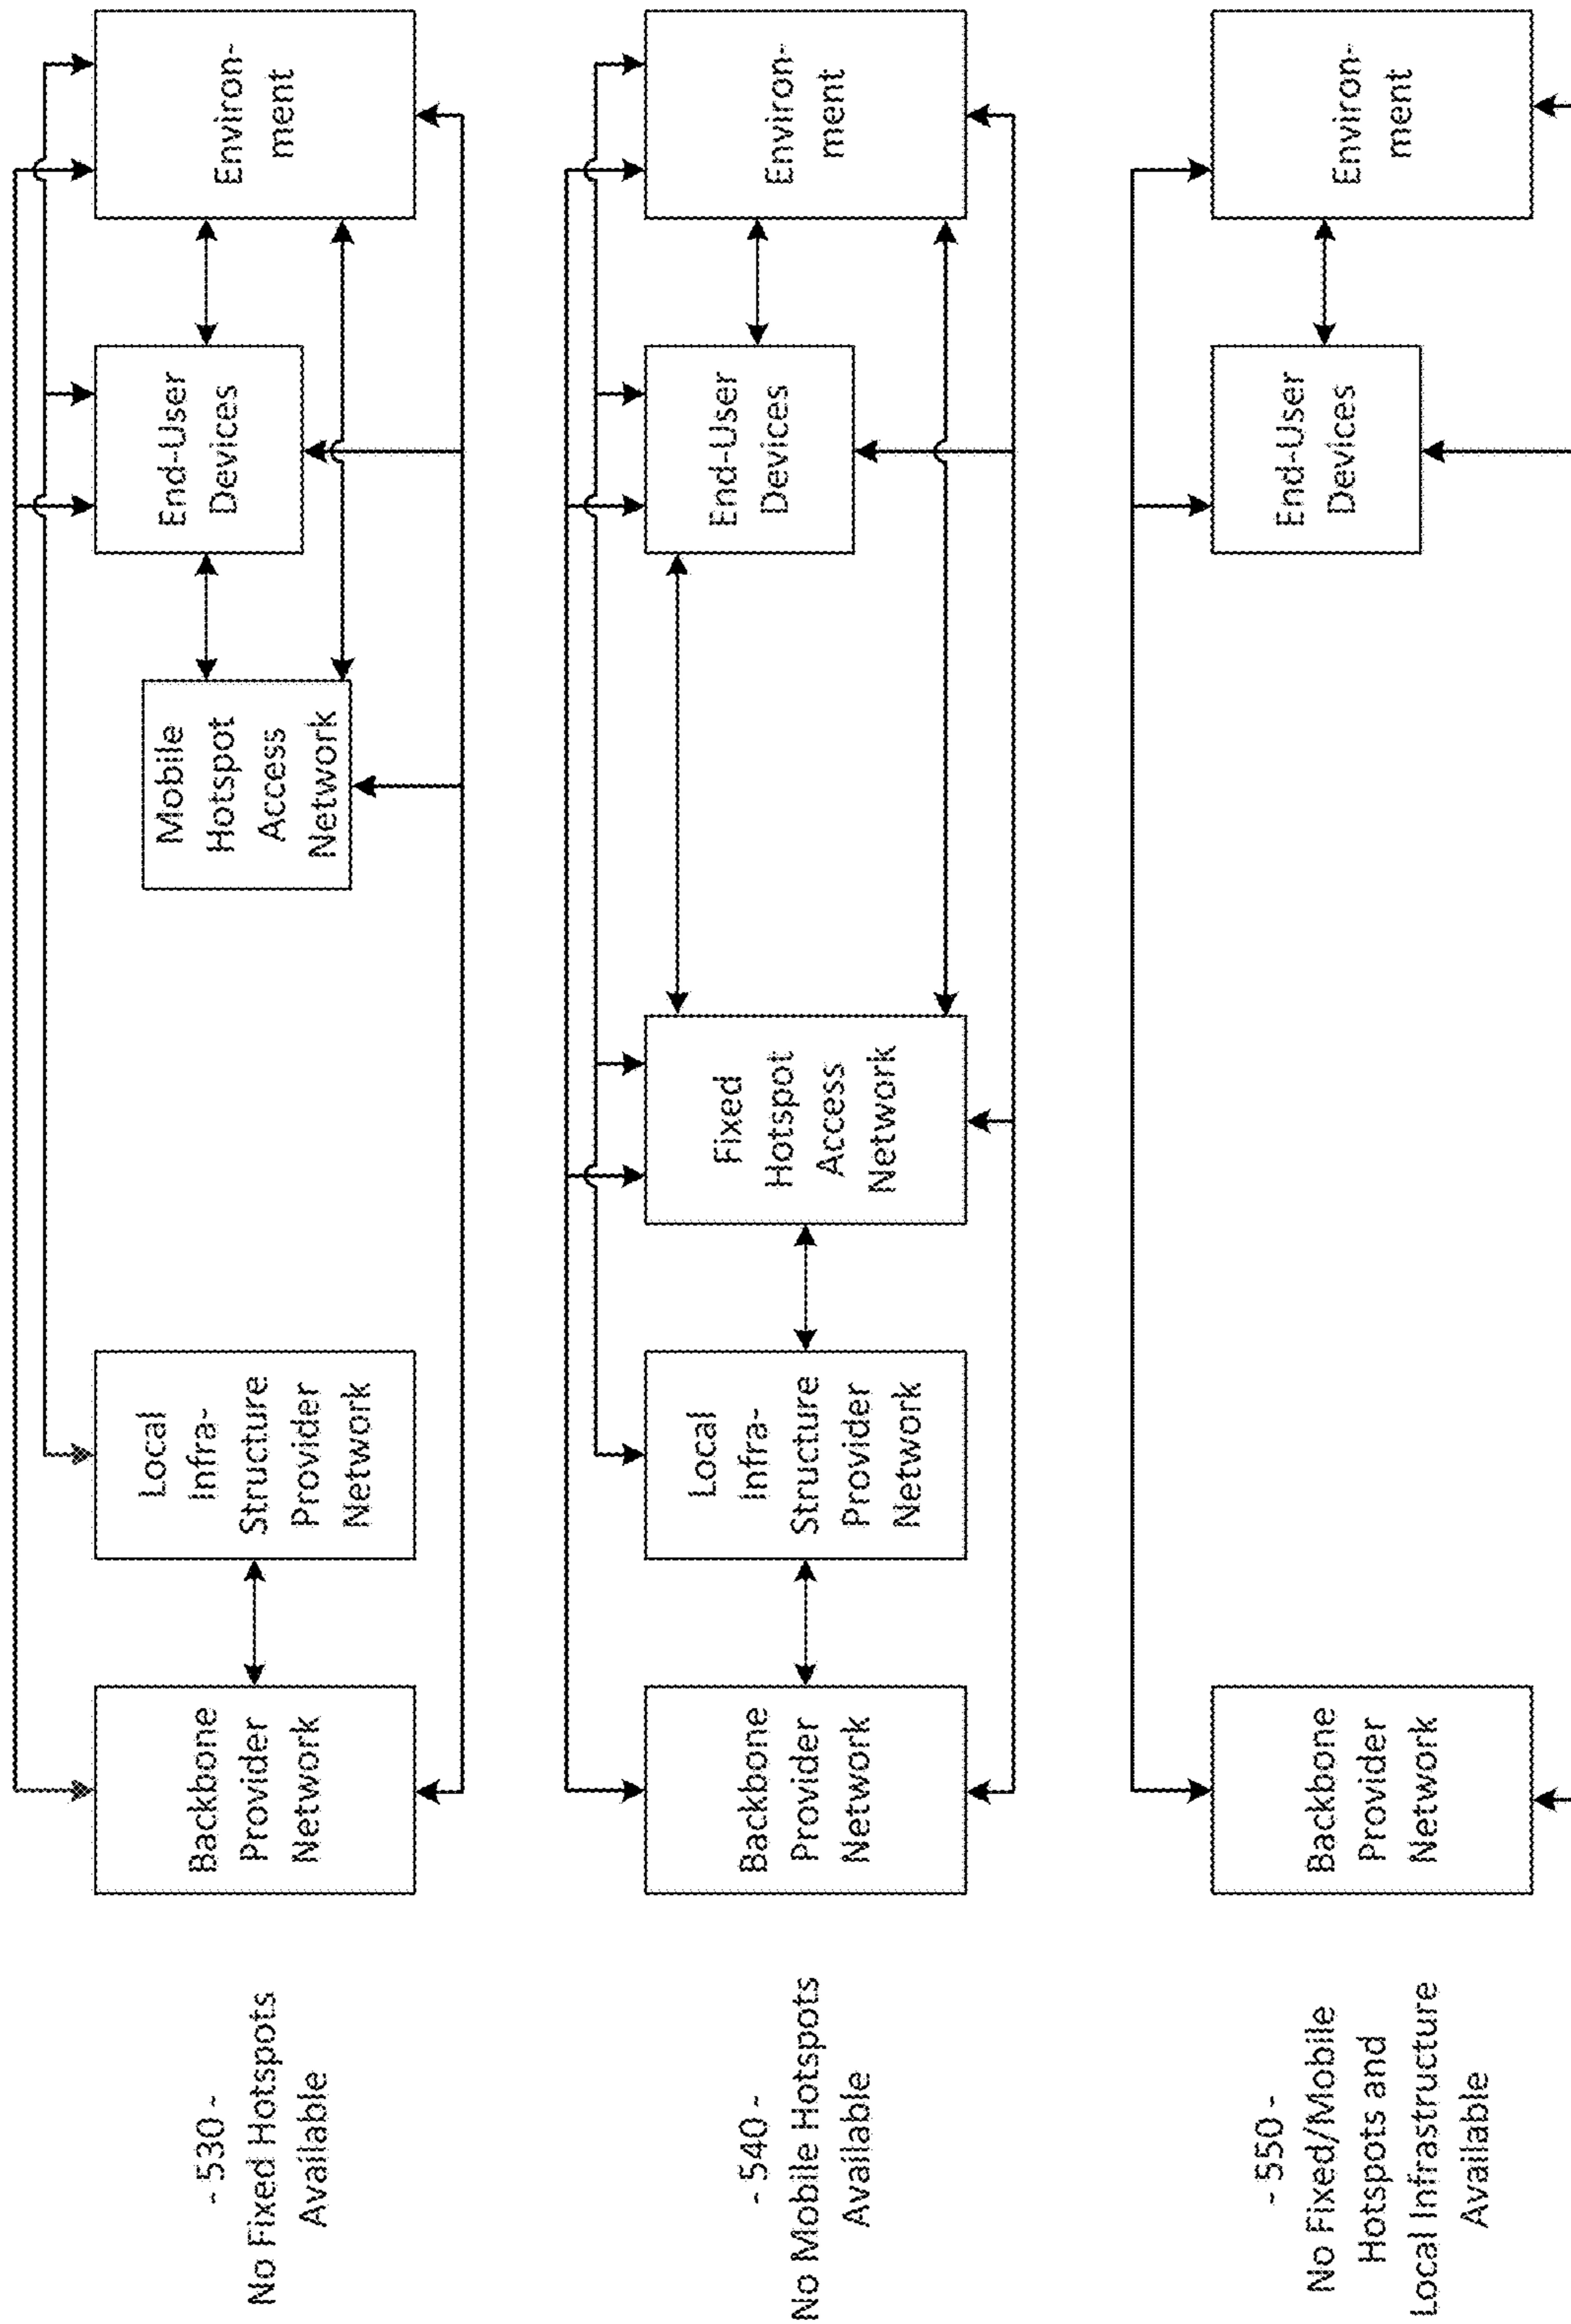 - 530 -
No Fixed Hotspots
Available
Backbone
Provider
Network
Local
Infra-
Structure
Provider
Network
Mobile
Hotspot
Access
Network
End-User
Devices
Environ-
ment
- 540 -
No Mobile Hotspots
Available
Backbone
Provider
Network
Local
Infra-
Structure
Provider
Network
Fixed
Hotspot
Access
Network
End-User
Devices
Environ-
ment
- 550 -
No Fixed/Mobile
Hotspots and
Local Infrastructure
Available
Backbone
Provider
Network
End-User
Devices
Environ-
ment